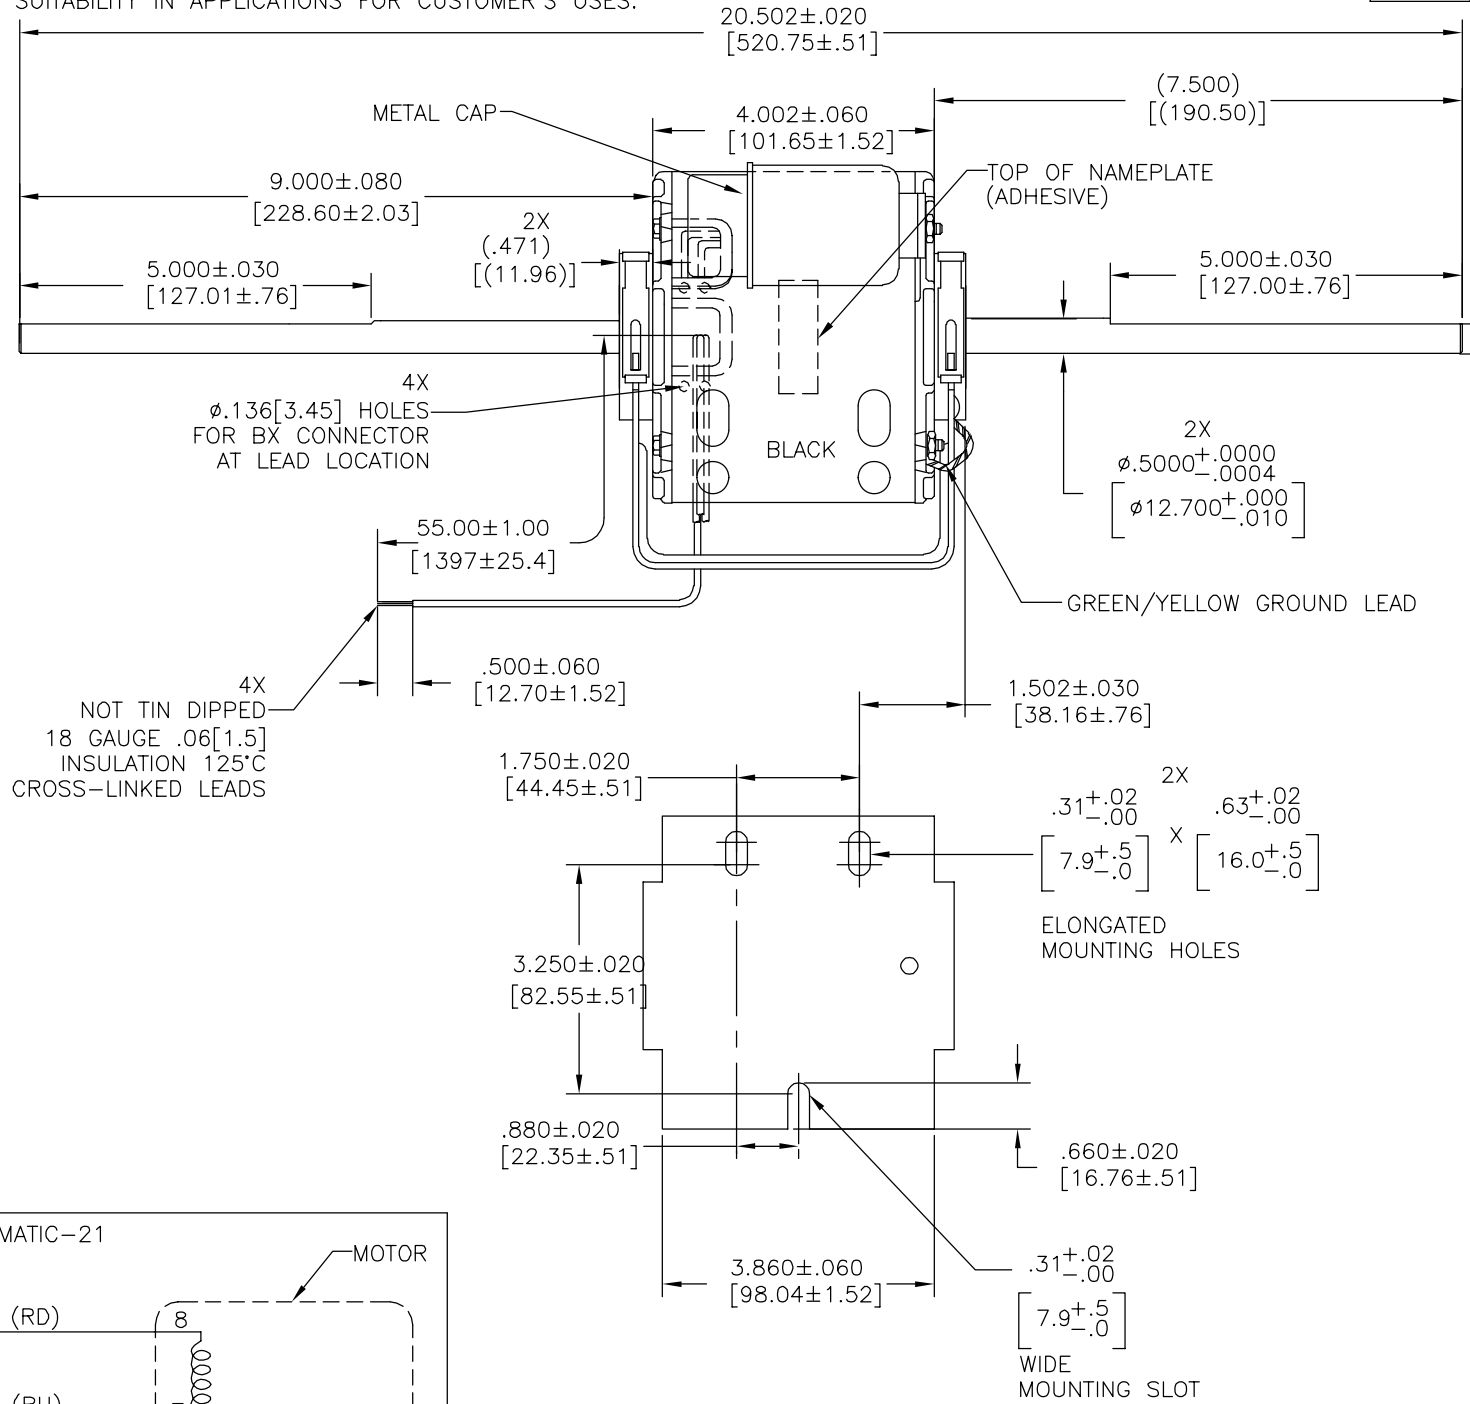 SUITABILITY IN APPLICATIONS FOR CUSTOMER'S USES.
20.502±.020
[520.75±.51]
(7.500)
[(190.50)]
METAL CAP
4.002±.060
[101.65±1.52]
TOP OF NAMEPLATE
(ADHESIVE)
9.000±.080
[228.60±2.03]
2X
(.471)
[(11.96)]
5.000±.030
[127.01±.76]
5.000±.030
[127.00±.76]
4X
ø.136[3.45] HOLES
FOR BX CONNECTOR
AT LEAD LOCATION
BLACK
2X
ø.5000+.0000
-.0004
[ø12.700+.000
-.010]
55.00±1.00
[1397±25.4]
GREEN/YELLOW GROUND LEAD
.500±.060
[12.70±1.52]
4X
NOT TIN DIPPED
18 GAUGE .06[1.5]
INSULATION 125°C
CROSS-LINKED LEADS
1.502±.030
[38.16±.76]
1.750±.020
[44.45±.51]
2X
.31+.02
-.00
X
.63+.02
-.00
[7.9+.5
-.0]
[16.0+.5
-.0]
ELONGATED
MOUNTING HOLES
3.250±.020
[82.55±.51]
.880±.020
[22.35±.51]
.660±.020
[16.76±.51]
3.860±.060
[98.04±1.52]
.31+.02
-.00
[7.9+.5
-.0]
WIDE
MOUNTING SLOT
MATIC-21
MOTOR
(RD)
8